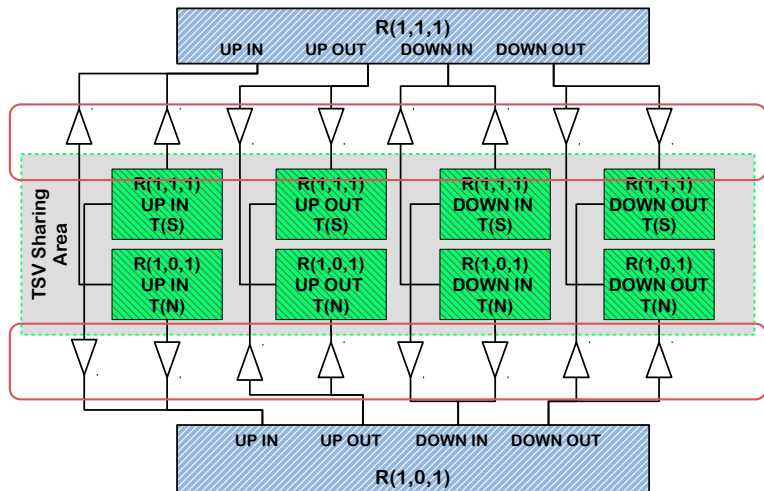 R(1,1,1)
UP IN UP OUT DOWN IN DOWN OUT
TSV Sharing
Area
R(1,1,1)
UP IN
T(S)
R(1,1,1)
UP OUT
T(S)
R(1,1,1)
DOWN IN
T(S)
R(1,1,1)
DOWN OUT
T(S)
R(1,0,1)
UP IN
T(N)
R(1,0,1)
UP OUT
T(N)
R(1,0,1)
DOWN IN
T(N)
R(1,0,1)
DOWN OUT
T(N)
UP IN UP OUT DOWN IN DOWN OUT
R(1,0,1)